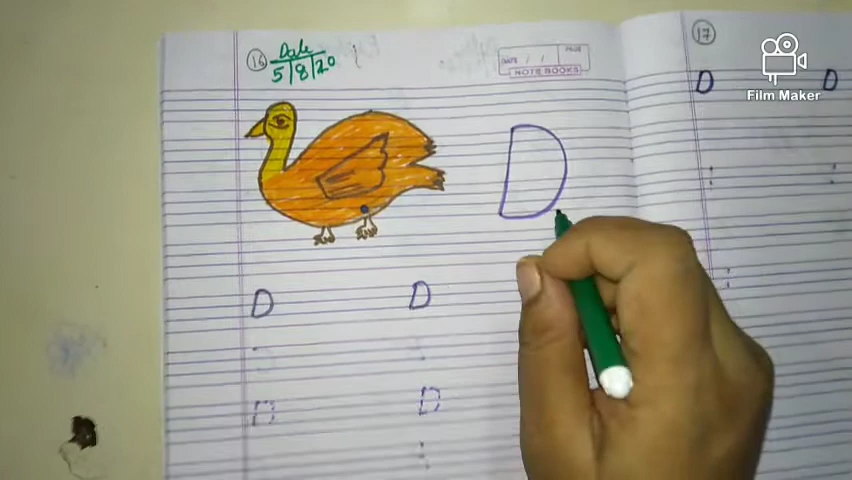 16 Date
5/8/20
DATE / / PAGE
NOTE BOOKS
D
D D
D D
17
D D
Film Maker